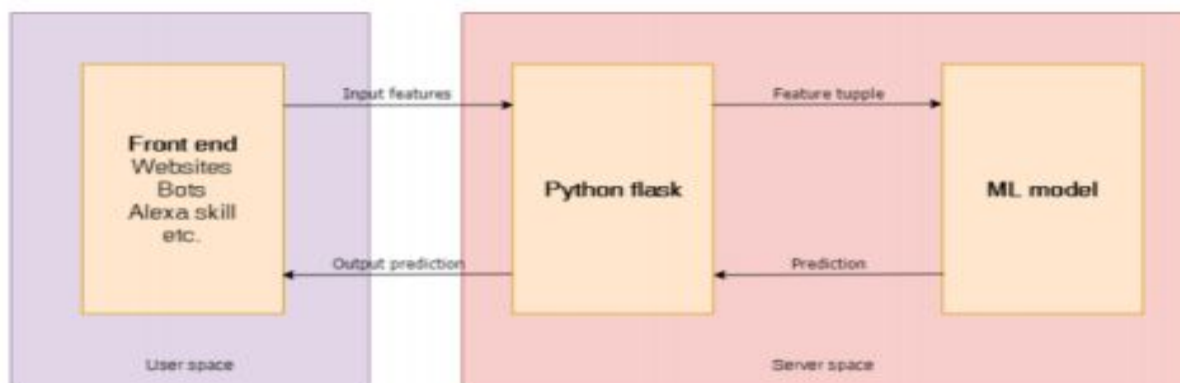 Input features
Feature tupple
Front end
Websites
Bots
Alexa skill
etc.
Python flask
ML model
Output prediction
Prediction
User space
Server space